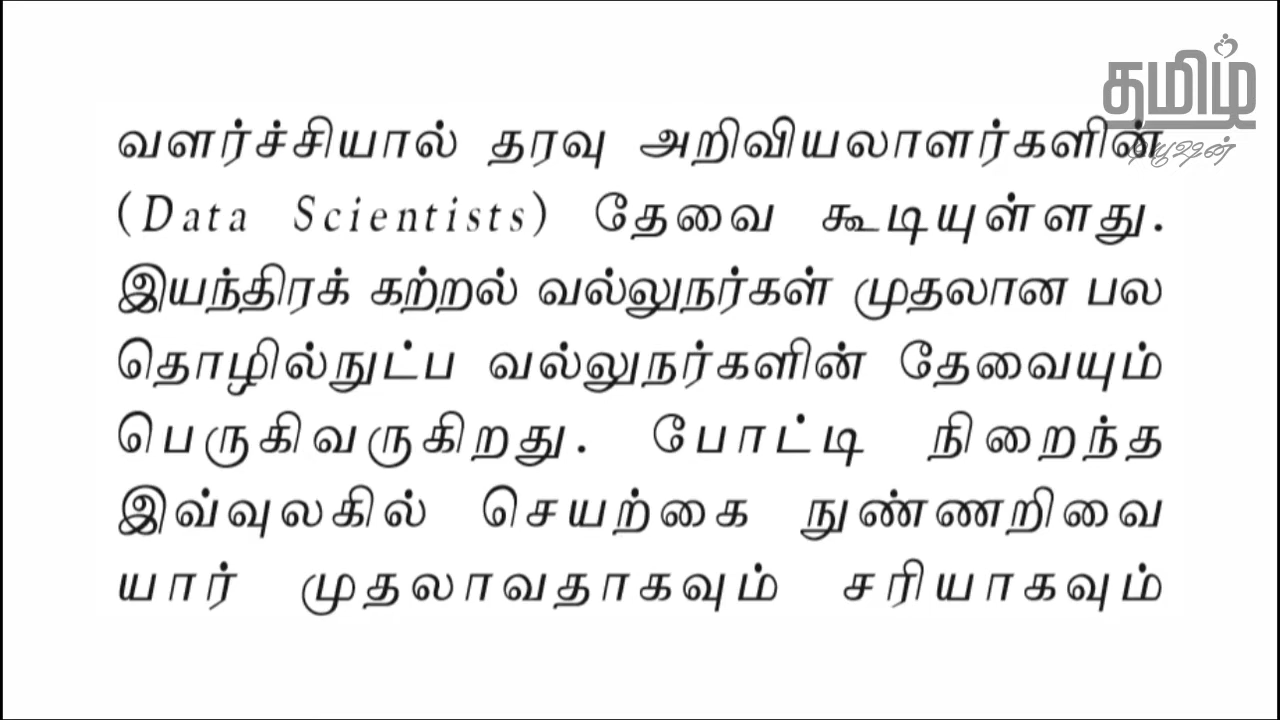 தமிழ்
டியூஷன்
வளர்ச்சியால் தரவு அறிவியலாளர்களின்
(Data Scientists) தேவை கூடியுள்ளது.
இயந்திரக் கற்றல் வல்லுநர்கள் முதலான பல
தொழில்நுட்ப வல்லுநர்களின் தேவையும்
பெருகிவருகிறது. போட்டி நிறைந்த
இவ்வுலகில் செயற்கை நுண்ணறிவை
யார் முதலாவதாகவும் சரியாகவும்